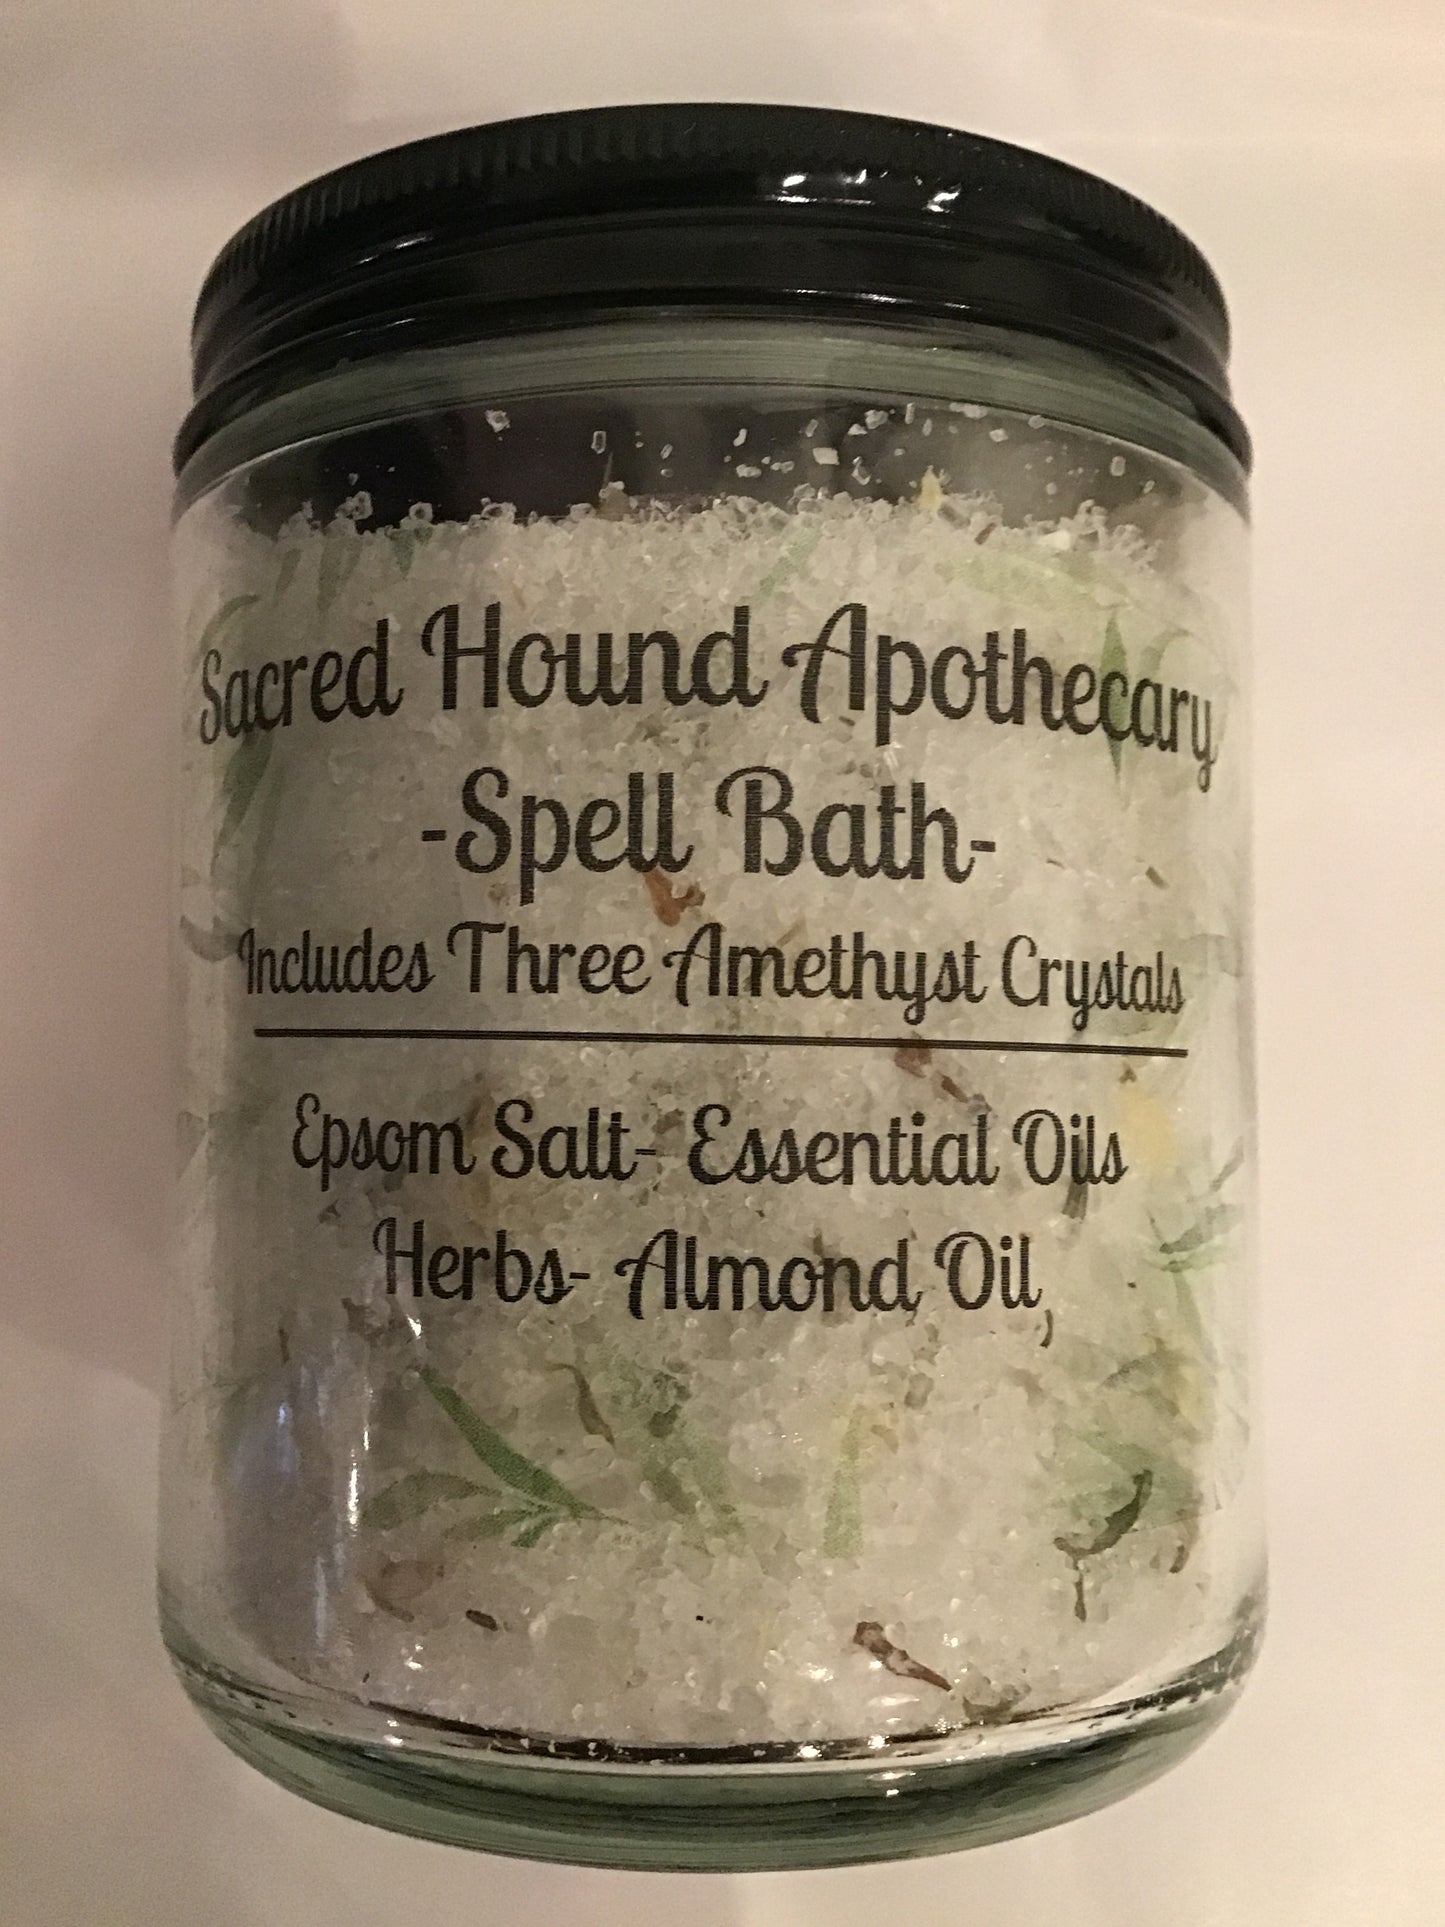 Sacred Hound Apothecary
-Spell Bath-
Includes Three Amethyst Crystals
Epsom Salt- Essential Oils
Herbs- Almond Oil